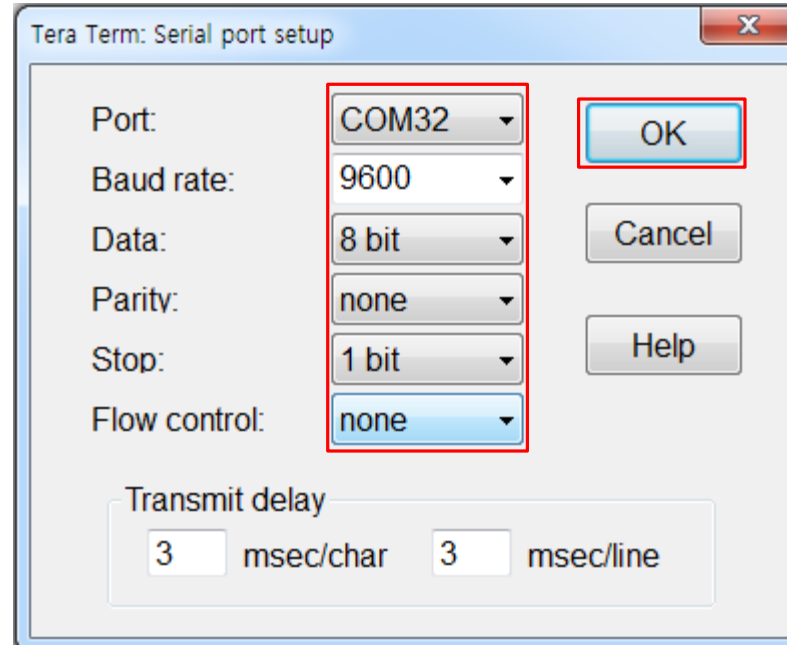 Tera Term: Serial port setup
Port: COM32 OK
Baud rate: 9600
Data: 8 bit Cancel
Parity: none
Stop: 1 bit Help
Flow control: none
Transmit delay
3 msec/char 3 msec/line